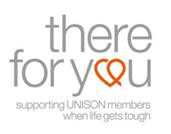 there
for you
supporting UNISON members
when life gets tough